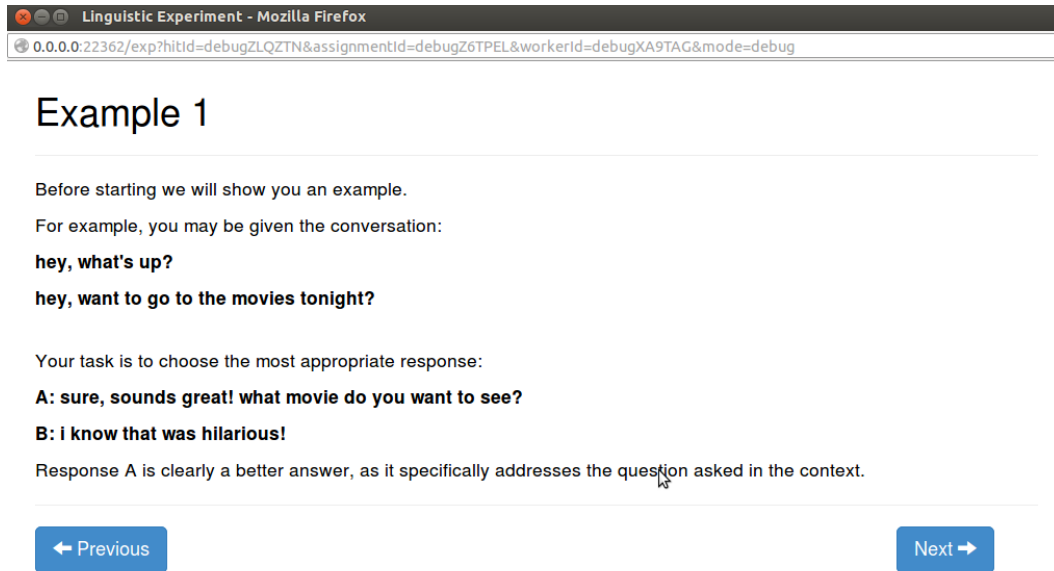 Linguistic Experiment - Mozilla Firefox
0.0.0.0:22362/exp?hitId=debugZLQZTN&assignmentId=debugZ6TPEL&workerId=debugXA9TAG&mode=debug
Example 1
Before starting we will show you an example.
For example, you may be given the conversation:
hey, what's up?
hey, want to go to the movies tonight?
Your task is to choose the most appropriate response:
A: sure, sounds great! what movie do you want to see?
B: i know that was hilarious!
Response A is clearly a better answer, as it specifically addresses the question asked in the context.
Previous Next